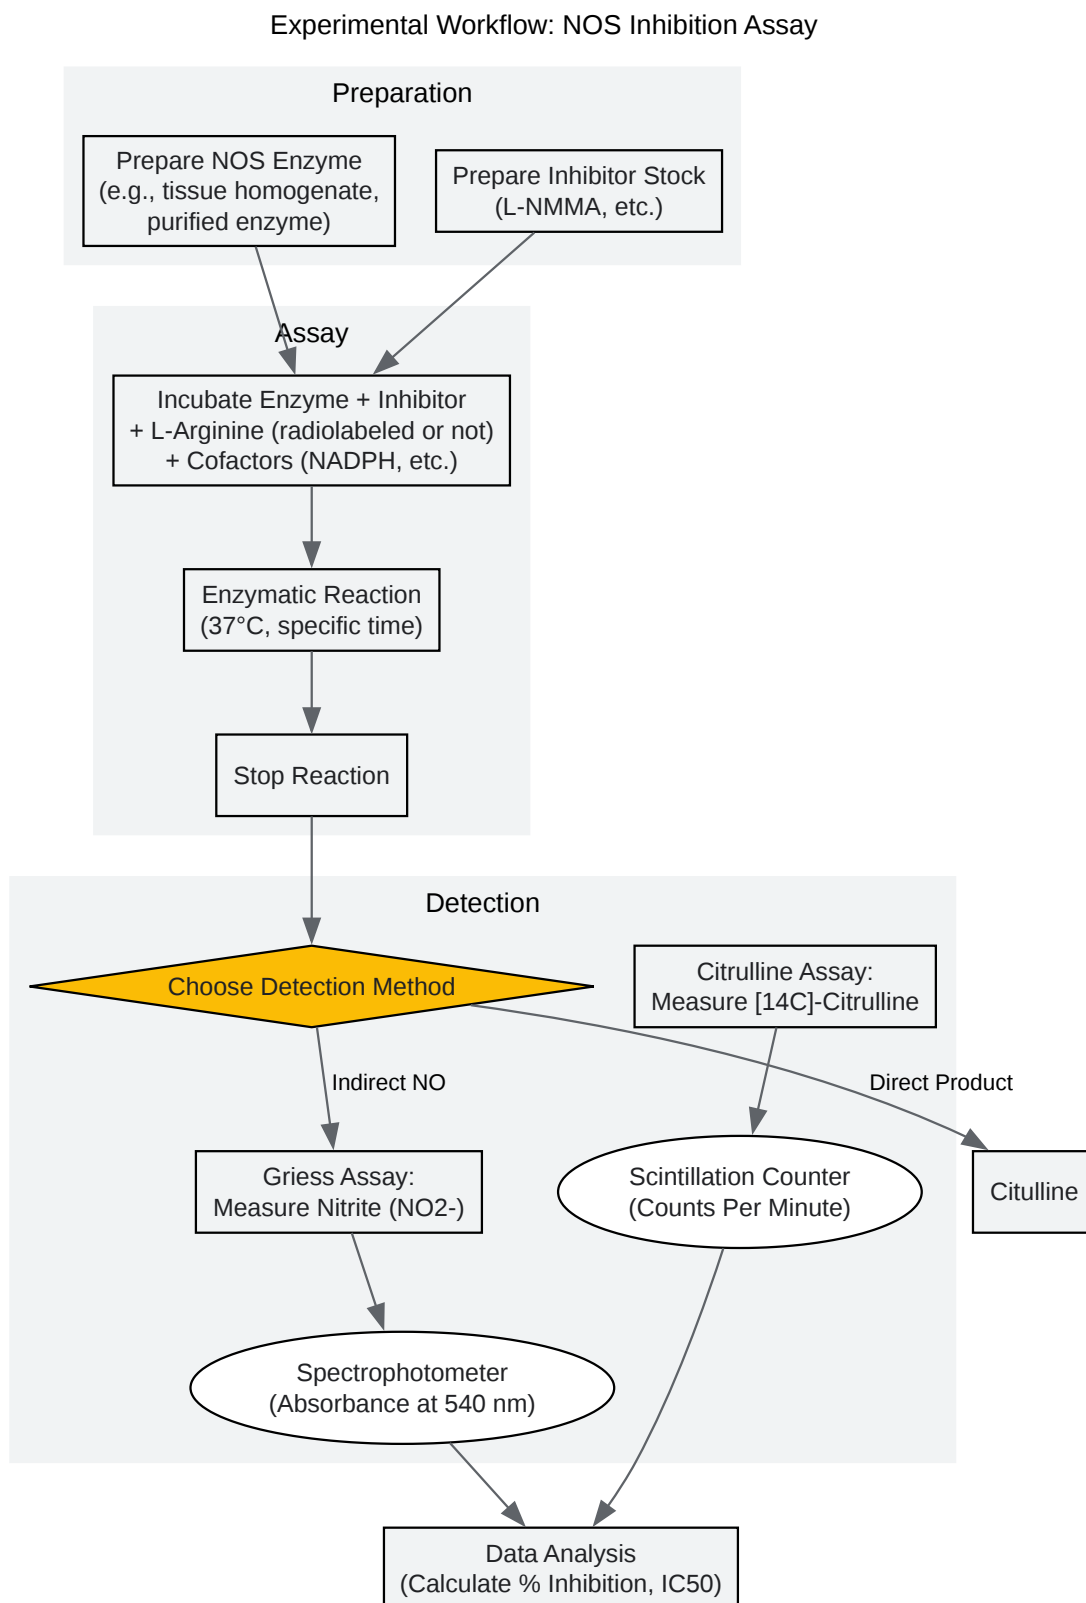 Experimental Workflow: NOS Inhibition Assay
Preparation
Prepare NOS Enzyme
(e.g., tissue homogenate,
purified enzyme)
Prepare Inhibitor Stock
(L-NMMA, etc.)
Assay
Incubate Enzyme + Inhibitor
+ L-Arginine (radiolabeled or not)
+ Cofactors (NADPH, etc.)
Enzymatic Reaction
(37°C, specific time)
Stop Reaction
Detection
Choose Detection Method
Citrulline Assay:
Measure [14C]-Citrulline
Indirect NO
Direct Product
Griess Assay:
Measure Nitrite (NO2-)
Scintillation Counter
(Counts Per Minute)
Citulline
Spectrophotometer
(Absorbance at 540 nm)
Data Analysis
(Calculate % Inhibition, IC50)